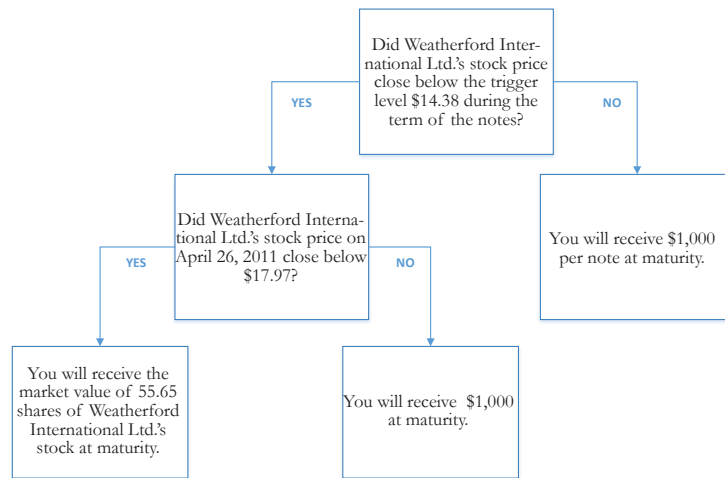 Did Weatherford Inter-
national Ltd.'s stock price
close below the trigger
level $14.38 during the
term of the notes?
YES
NO
Did Weatherford Interna-
tional Ltd.'s stock price on
April 26, 2011 close below
$17.97?
You will receive $1,000
per note at maturity.
YES
NO
You will receive the
market value of 55.65
shares of Weatherford
International Ltd.'s
stock at maturity.
You will receive $1,000
at maturity.